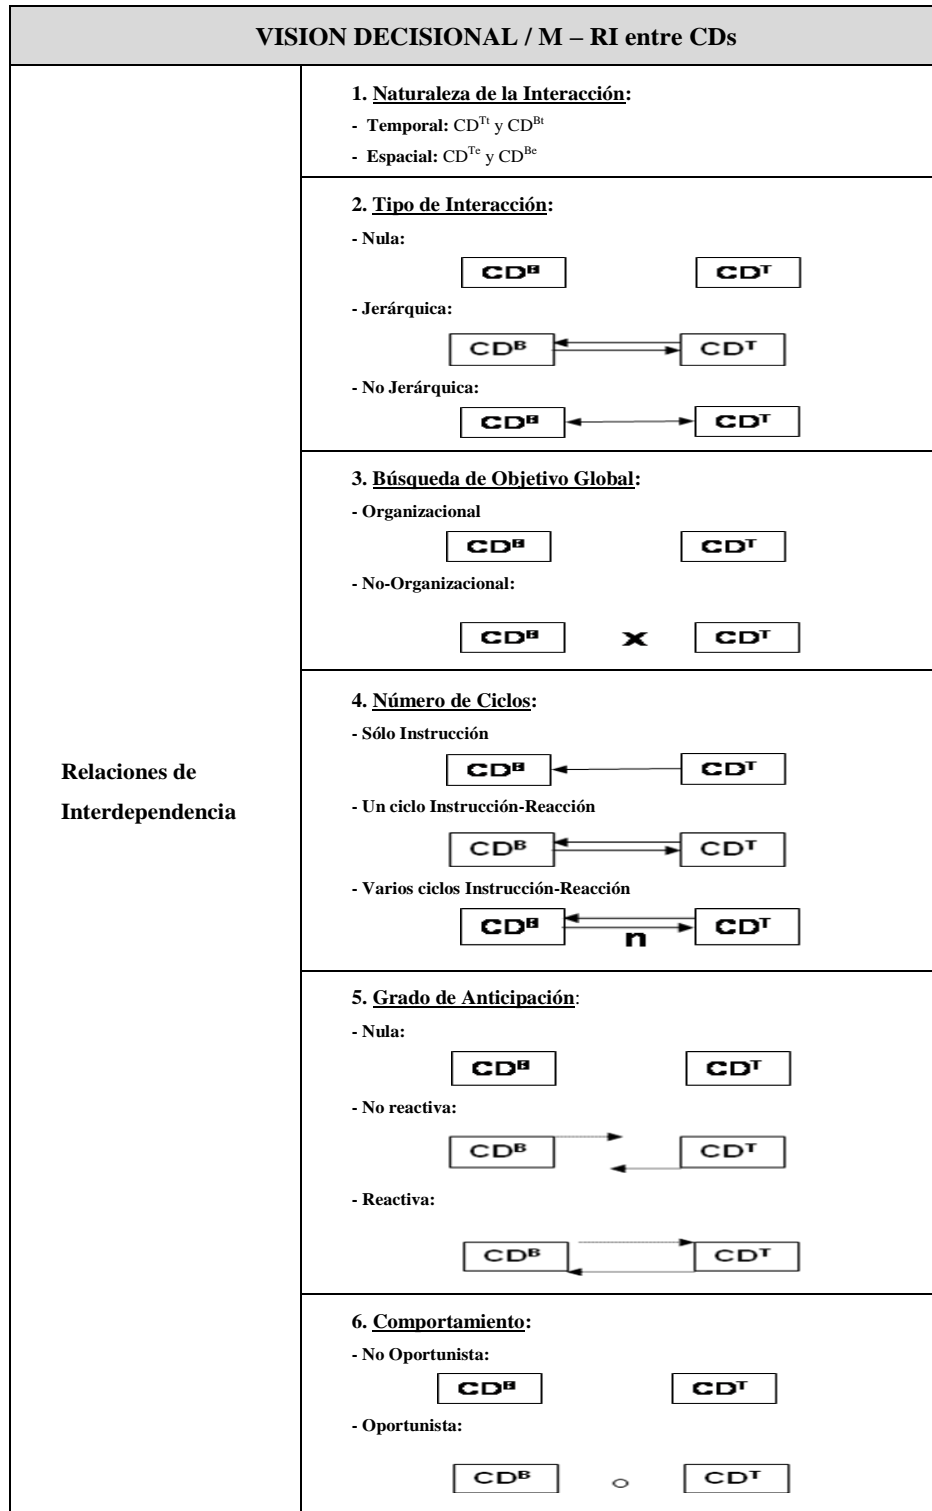 VISION DECISIONAL / M – RI entre CDs
Relaciones de
Interdependencia
1. Naturaleza de la Interacción:
- Temporal: CD^Tt y CD^Bt
- Espacial: CD^Te y CD^Be
2. Tipo de Interacción:
- Nula:
CD^B CD^T
- Jerárquica:
CD^B CD^T
- No Jerárquica:
CD^B CD^T
3. Búsqueda de Objetivo Global:
- Organizacional
CD^B CD^T
- No-Organizacional:
CD^B x CD^T
4. Número de Ciclos:
- Sólo Instrucción
CD^B CD^T
- Un ciclo Instrucción-Reacción
CD^B CD^T
- Varios ciclos Instrucción-Reacción
CD^B n CD^T
5. Grado de Anticipación:
- Nula:
CD^B CD^T
- No reactiva:
CD^B CD^T
- Reactiva:
CD^B CD^T
6. Comportamiento:
- No Oportunista:
CD^B CD^T
- Oportunista:
CD^B CD^T